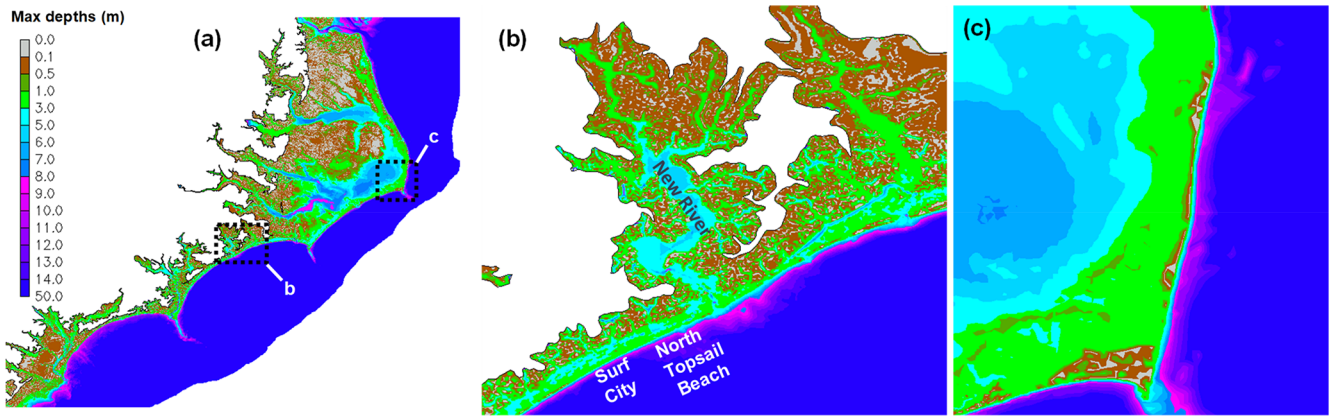 Max depths (m)
0.0
0.1
0.5
1.0
3.0
5.0
6.0
7.0
8.0
9.0
10.0
11.0
12.0
13.0
14.0
50.0
(a)
c
b
(b)
New River
Surf
City
North
Topsail
Beach
(c)